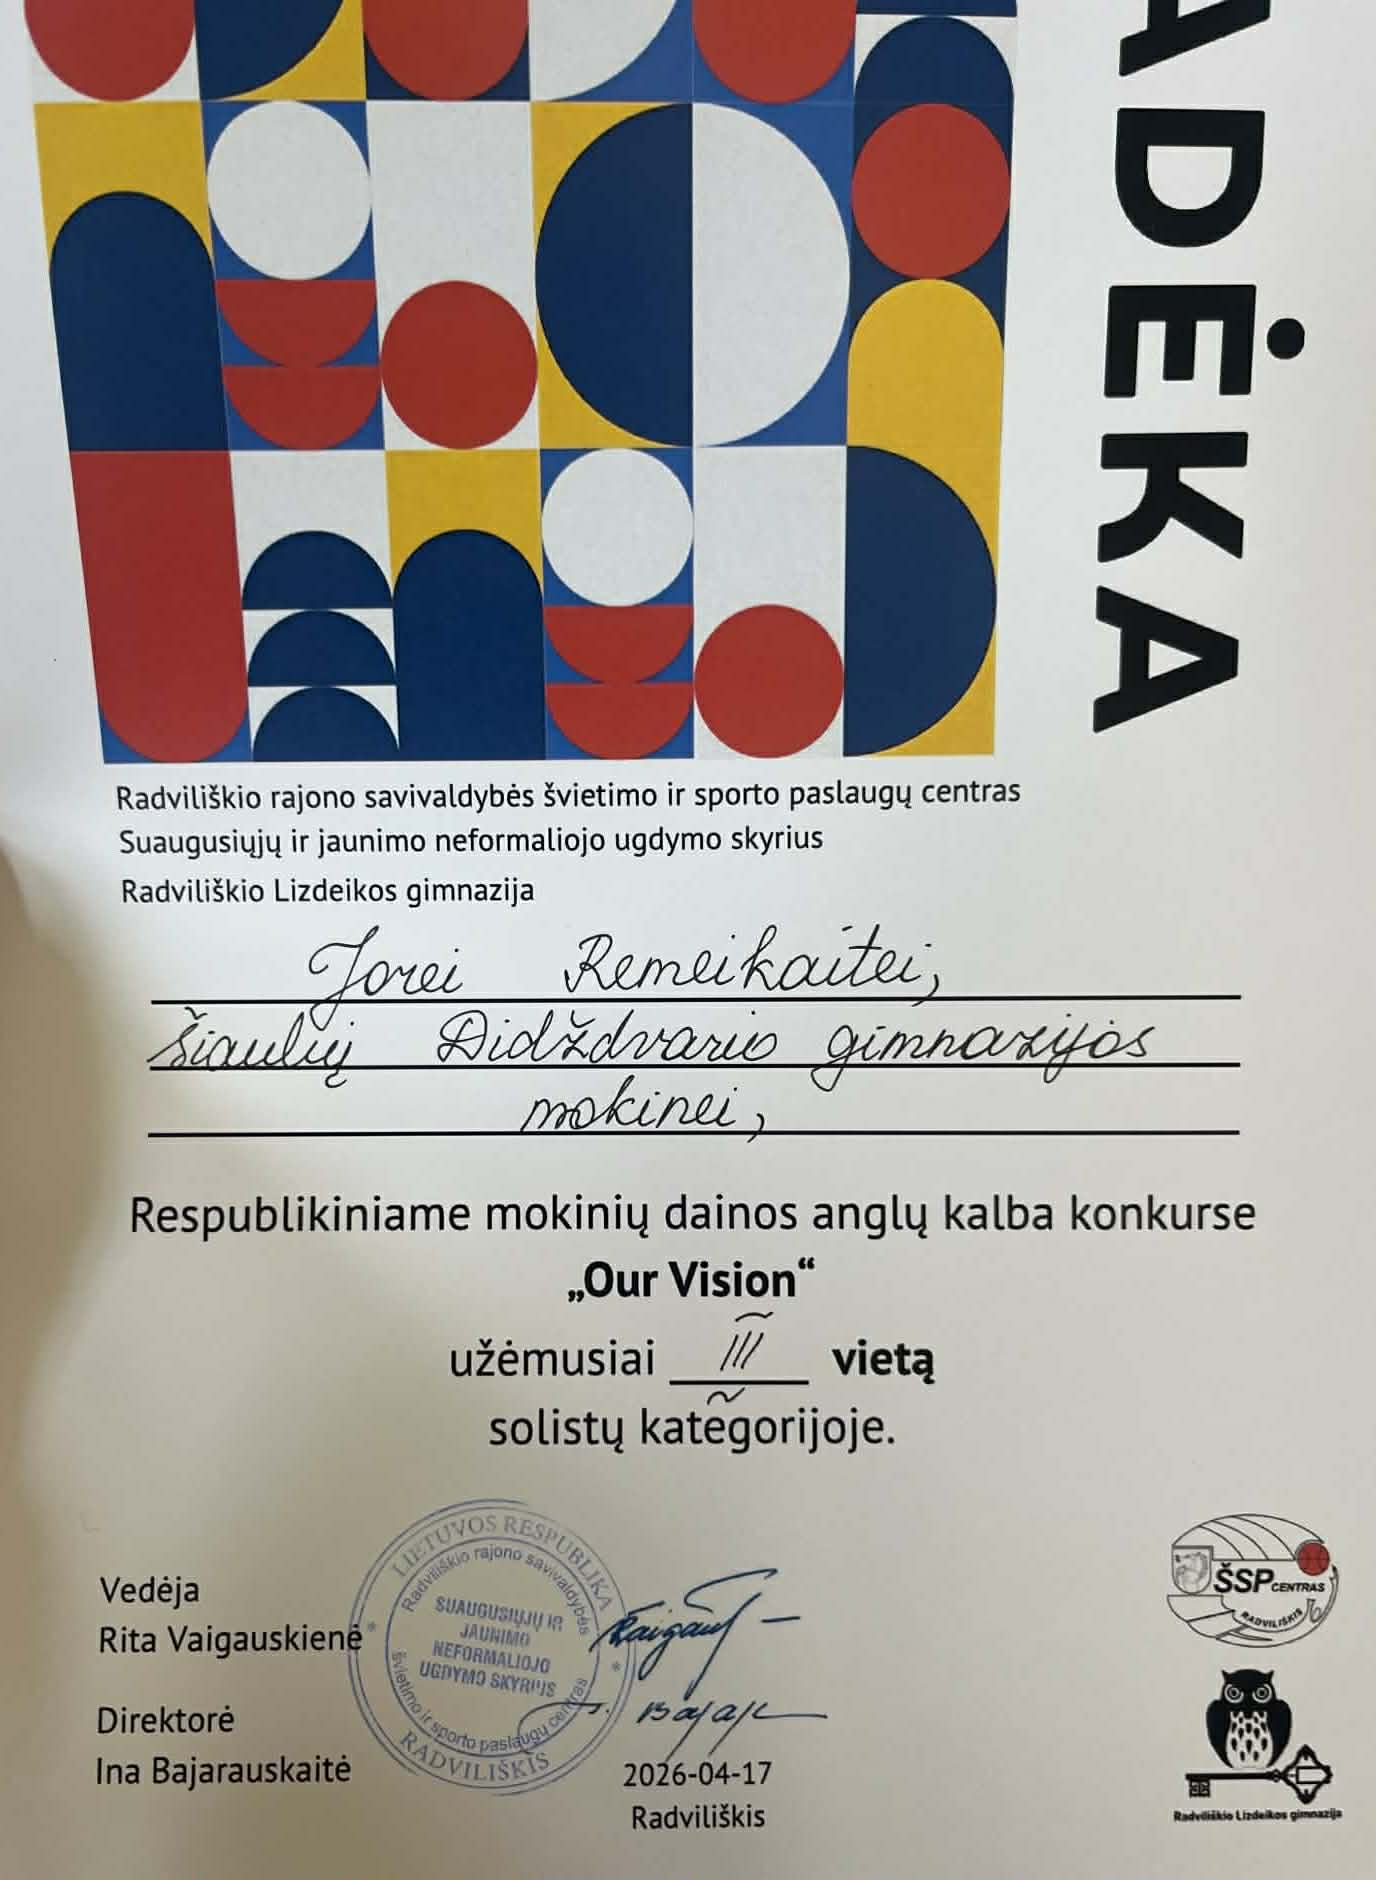 ADĖKA
Radviliškio rajono savivaldybės švietimo ir sporto paslaugų centras
Suaugusiųjų ir jaunimo neformaliojo ugdymo skyrius
Radviliškio Lizdeikos gimnazija
Jorei Remeikaitei,
Šiaulių Didždvario gimnazijos
mokinei,
Respublikiniame mokinių dainos anglų kalba konkurse
„Our Vision“
užėmusiai III vietą
solistų kategorijoje.
Vedėja
Rita Vaigauskienė
Direktorė
Ina Bajarauskaitė
LIETUVOS RESPUBLIKA
Radviliškio rajono savivaldybės
SUAUGUSIŲJŲ IR
JAUNIMO
NEFORMALIOJO
UGDYMO SKYRIUS
švietimo ir sporto paslaugų centras
RADVILIŠKIS
2026-04-17
Radviliškis
ŠSP CENTRAS
RADVILIŠKIS
Radviliškio Lizdeikos gimnazija